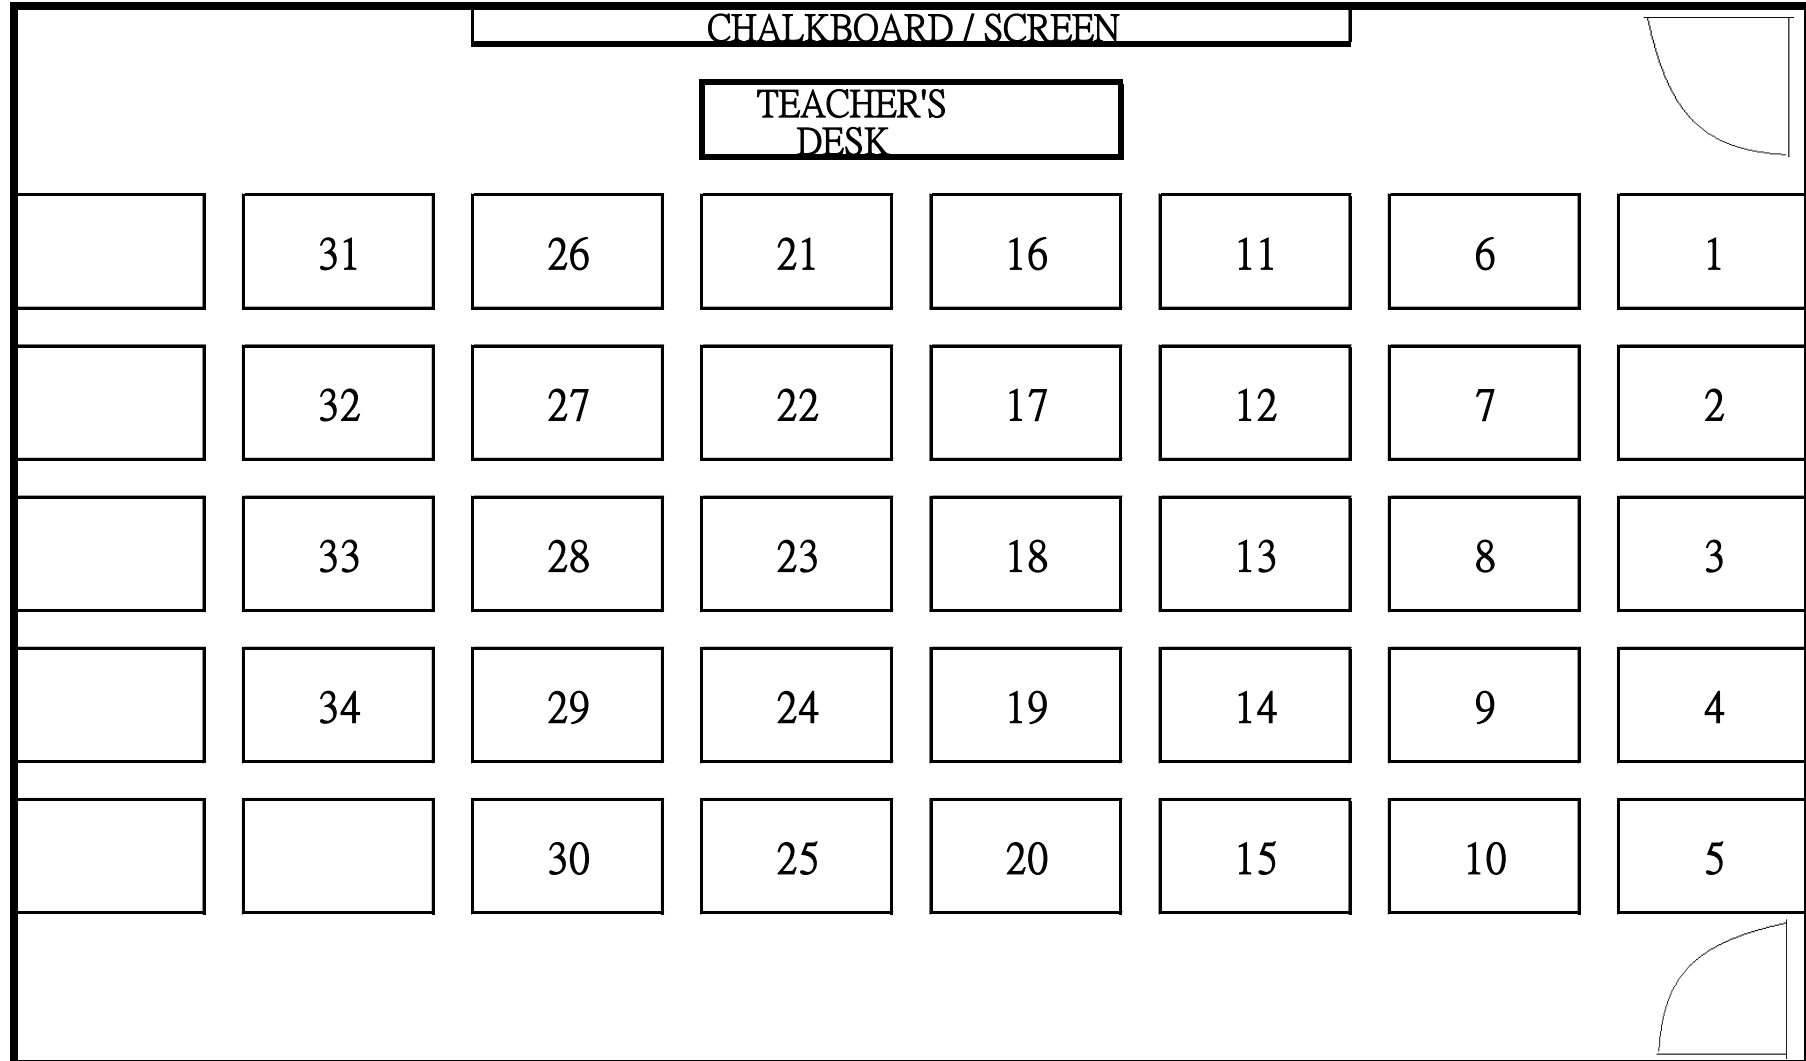 CHALKBOARD / SCREEN
TEACHER'S
DESK
31 26 21 16 11 6 1
32 27 22 17 12 7 2
33 28 23 18 13 8 3
34 29 24 19 14 9 4
30 25 20 15 10 5